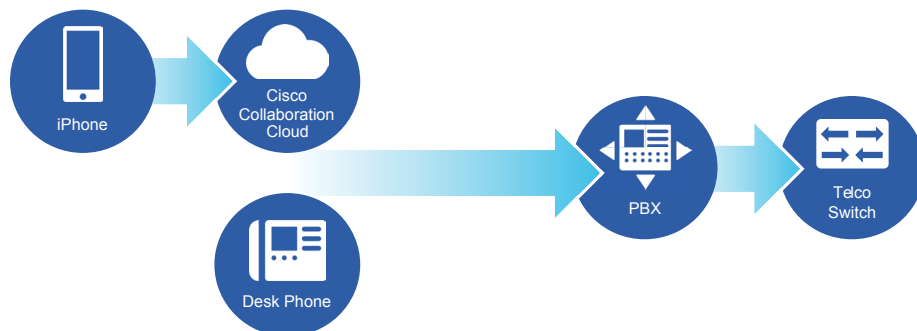 iPhone
Cisco
Collaboration
Cloud
PBX
Telco
Switch
Desk Phone